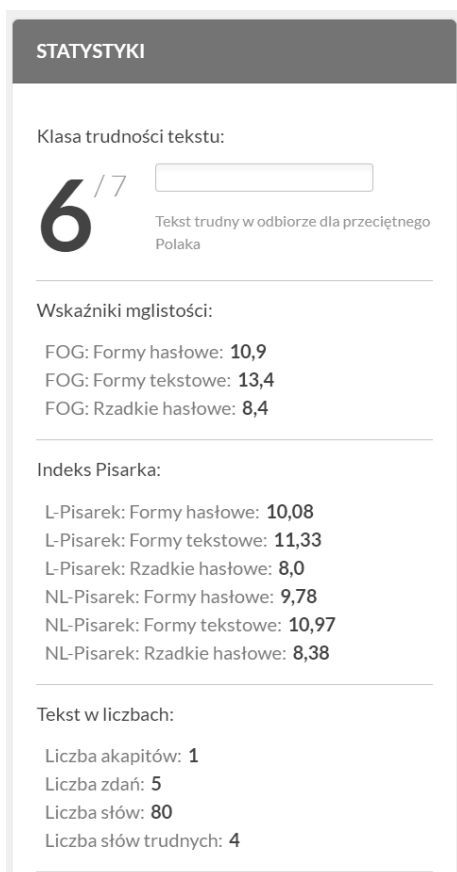 STATYSTYKI
Klasa trudności tekstu:
6 / 7
Tekst trudny w odbiorze dla przeciętnego
Polaka
Wskaźniki mglistości:
FOG: Formy hasłowe: 10,9
FOG: Formy tekstowe: 13,4
FOG: Rzadkie hasłowe: 8,4
Indeks Pisarka:
L-Pisarek: Formy hasłowe: 10,08
L-Pisarek: Formy tekstowe: 11,33
L-Pisarek: Rzadkie hasłowe: 8,0
NL-Pisarek: Formy hasłowe: 9,78
NL-Pisarek: Formy tekstowe: 10,97
NL-Pisarek: Rzadkie hasłowe: 8,38
Tekst w liczbach:
Liczba akapitów: 1
Liczba zdań: 5
Liczba słów: 80
Liczba słów trudnych: 4